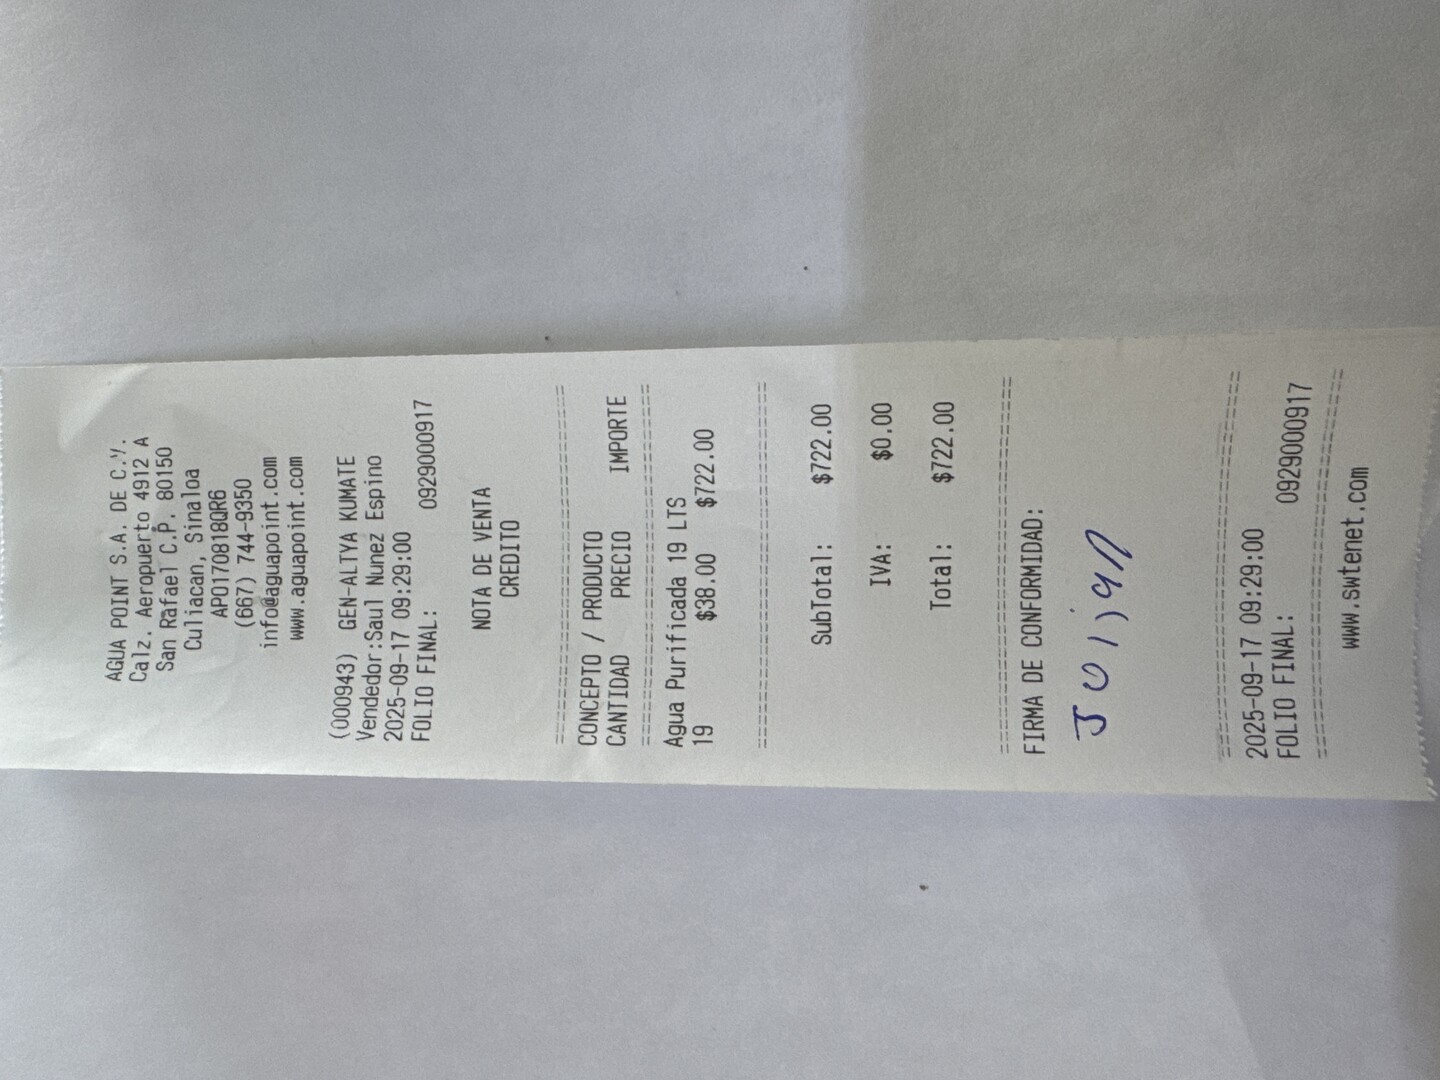 AGUA POINT S.A. DE C.V.
Calz. Aeropuerto 4912 A
San Rafael C.P. 80150
Culiacan, Sinaloa
APO170818QR6
(667) 744-9350
info@aguapoint.com
www.aguapoint.com
(000943) GEN-ALTYA KUMATE
Vendedor:Saul Nunez Espino
2025-09-17 09:29:00
FOLIO FINAL: 0929000917
NOTA DE VENTA
CREDITO
CONCEPTO / PRODUCTO
CANTIDAD PRECIO IMPORTE
Agua Purificada 19 LTS
19 $38.00 $722.00
SubTotal: $722.00
IVA: $0.00
Total: $722.00
FIRMA DE CONFORMIDAD:
2025-09-17 09:29:00
FOLIO FINAL: 0929000917
www.swtenet.com